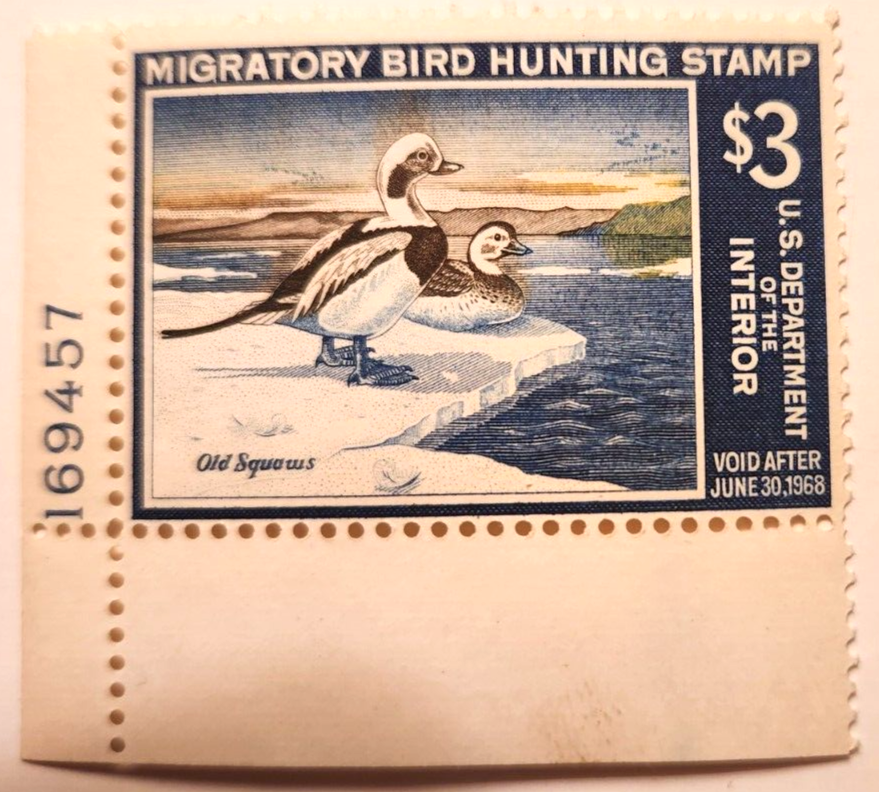 MIGRATORY BIRD HUNTING STAMP
$3
U.S. DEPARTMENT
OF THE
INTERIOR
VOID AFTER
JUNE 30,1968
Old Squaws
169457